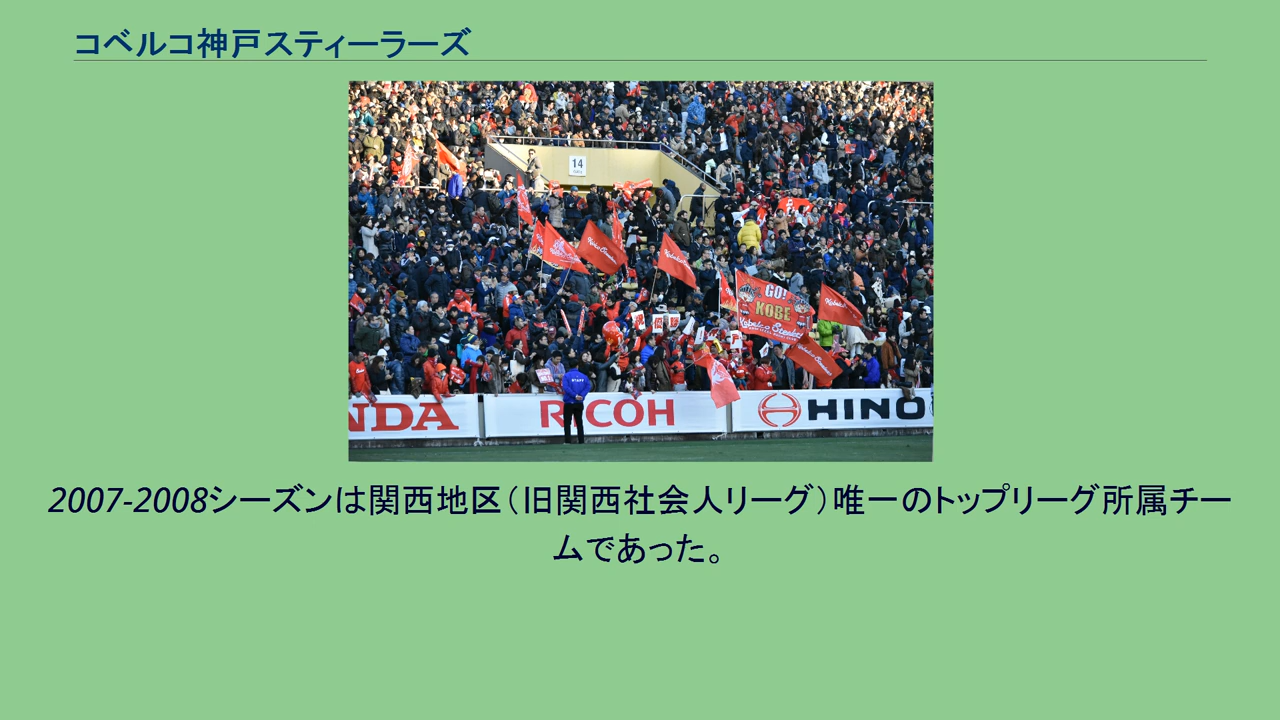 コベルコ神戸スティーラーズ
14
GO!
KOBE
Kobelco Steelers
STAFF
NDA
RICOH
HINO
2007-2008シーズンは関西地区（旧関西社会人リーグ）唯一のトップリーグ所属チー
ムであった。